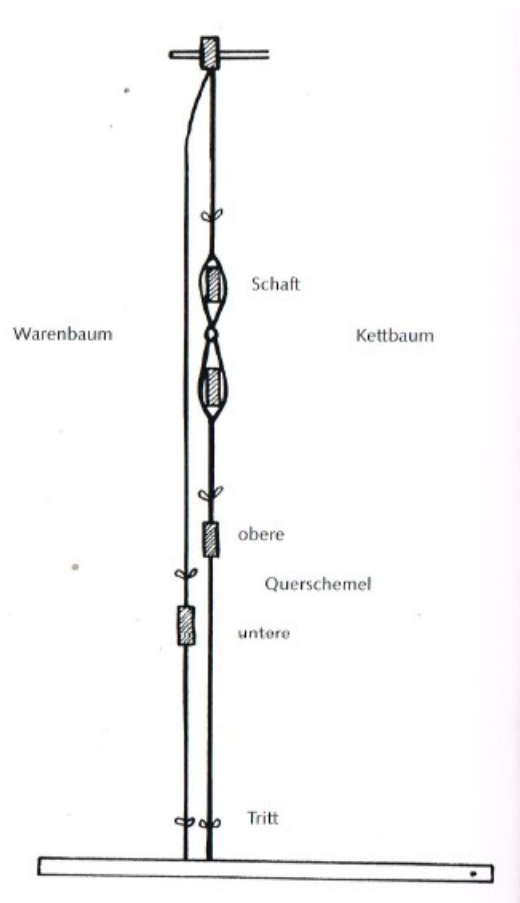 Schaft
Warenbaum
Kettbaum
obere
Querschemel
untere
Tritt